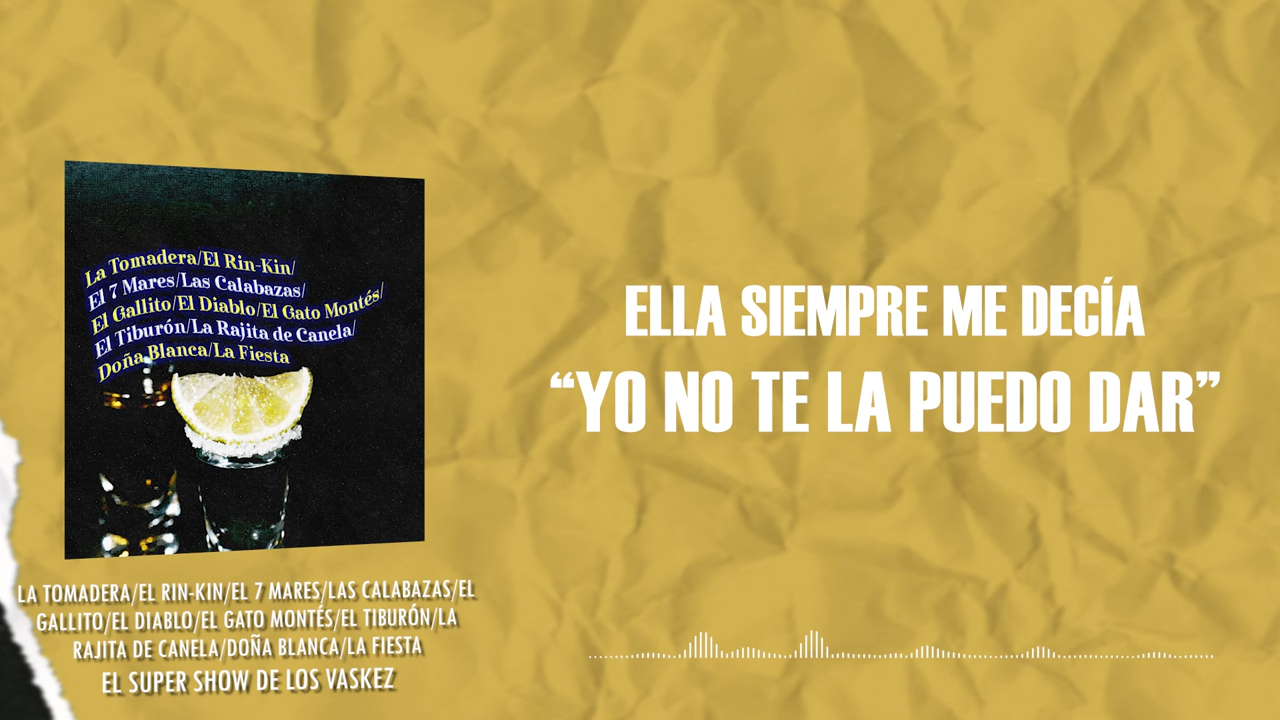 La Tomadera/El Rin-Kin/
El 7 Mares/Las Calabazas/
El Gallito/El Diablo/El Gato Montés/
El Tiburón/La Rajita de Canela/
Doña Blanca/La Fiesta
LA TOMADERA/EL RIN-KIN/EL 7 MARES/LAS CALABAZAS/EL
GALLITO/EL DIABLO/EL GATO MONTÉS/EL TIBURÓN/LA
RAJITA DE CANELA/DOÑA BLANCA/LA FIESTA
EL SUPER SHOW DE LOS VASKEZ
ELLA SIEMPRE ME DECÍA
“YO NO TE LA PUEDO DAR”